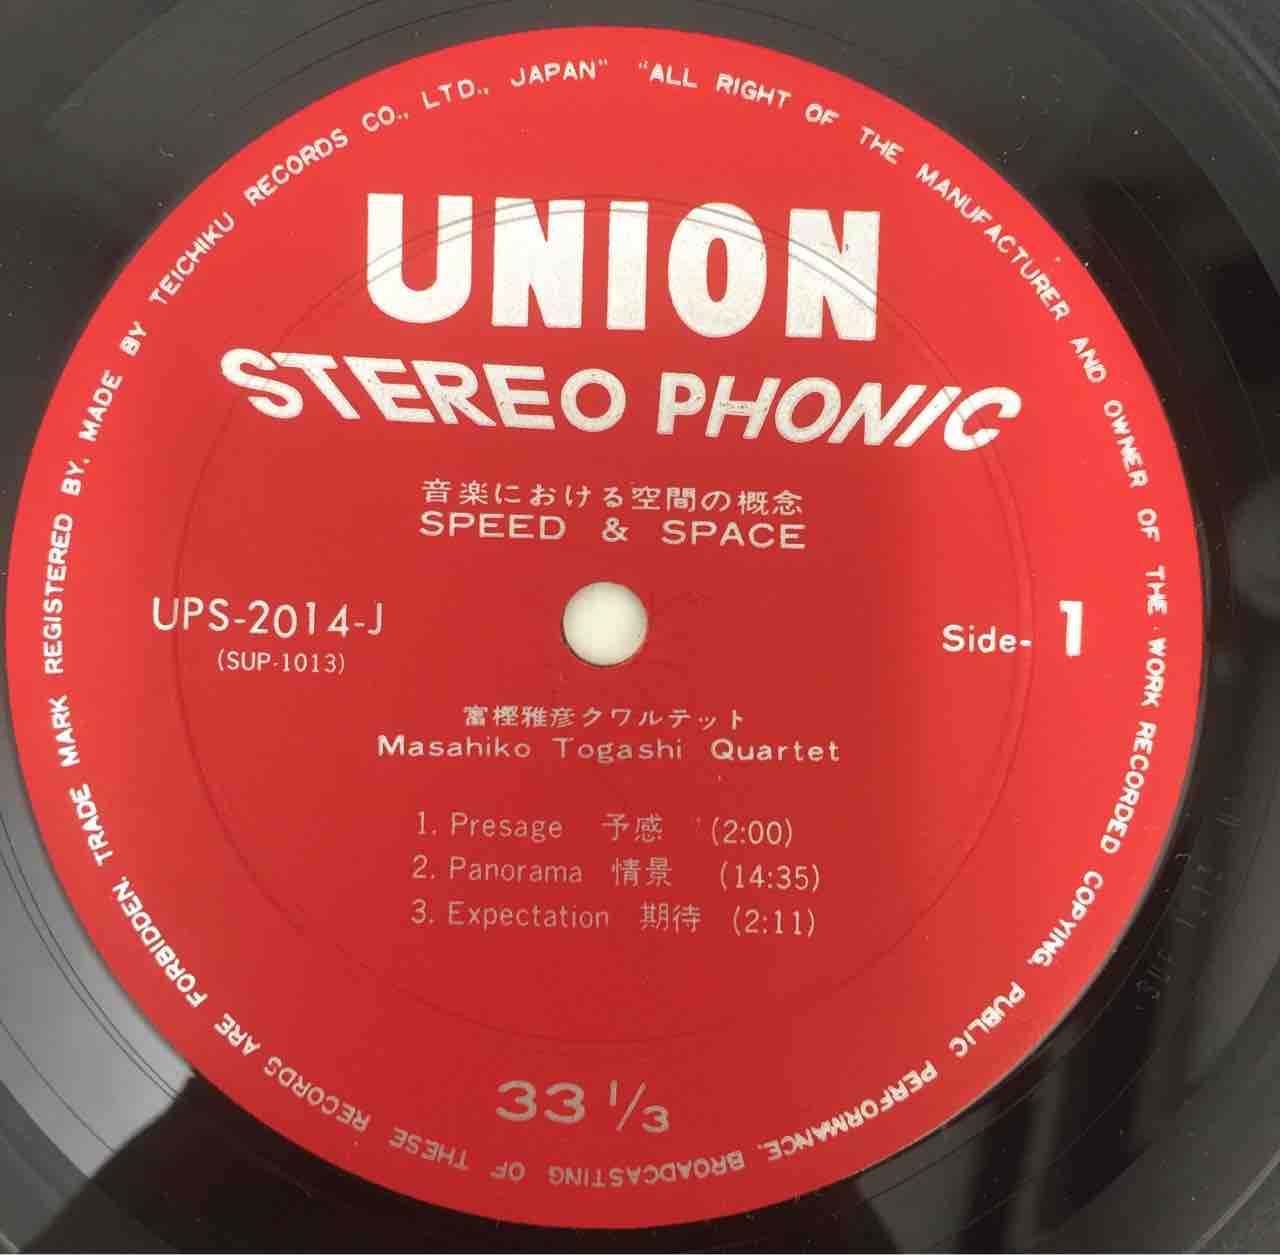 "ALL RIGHT OF THE MANUFACTURER AND OWNER OF THE · WORK RECORDED COPYING, PUBLIC PERFORMANCE, BROADCASTING OF THESE RECORDS ARE FORBIDDEN, TRADE MARK REGISTERED BY. MADE BY TEICHIKU RECORDS CO., LTD., JAPAN"
UNION
STEREO PHONIC
音楽における空間の概念
SPEED & SPACE
UPS-2014-J
(SUP-1013)
Side- 1
富樫雅彦クワルテット
Masahiko Togashi Quartet
1. Presage 予感 (2:00)
2. Panorama 情景 (14:35)
3. Expectation 期待 (2:11)
33 1/3